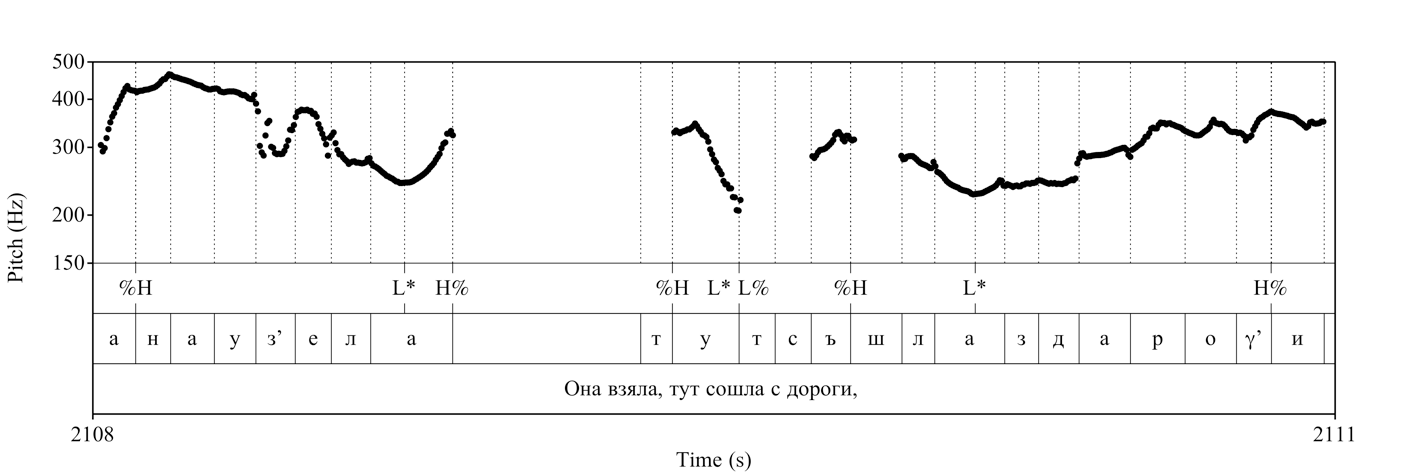 500
400
300
200
150
Pitch (Hz)
%H L* H% %H L* L% %H L* H%
а н а у з’ е л а т у т с ъ ш л а з д а р о γ’ и
Она взяла, тут сошла с дороги,
2108 2111
Time (s)